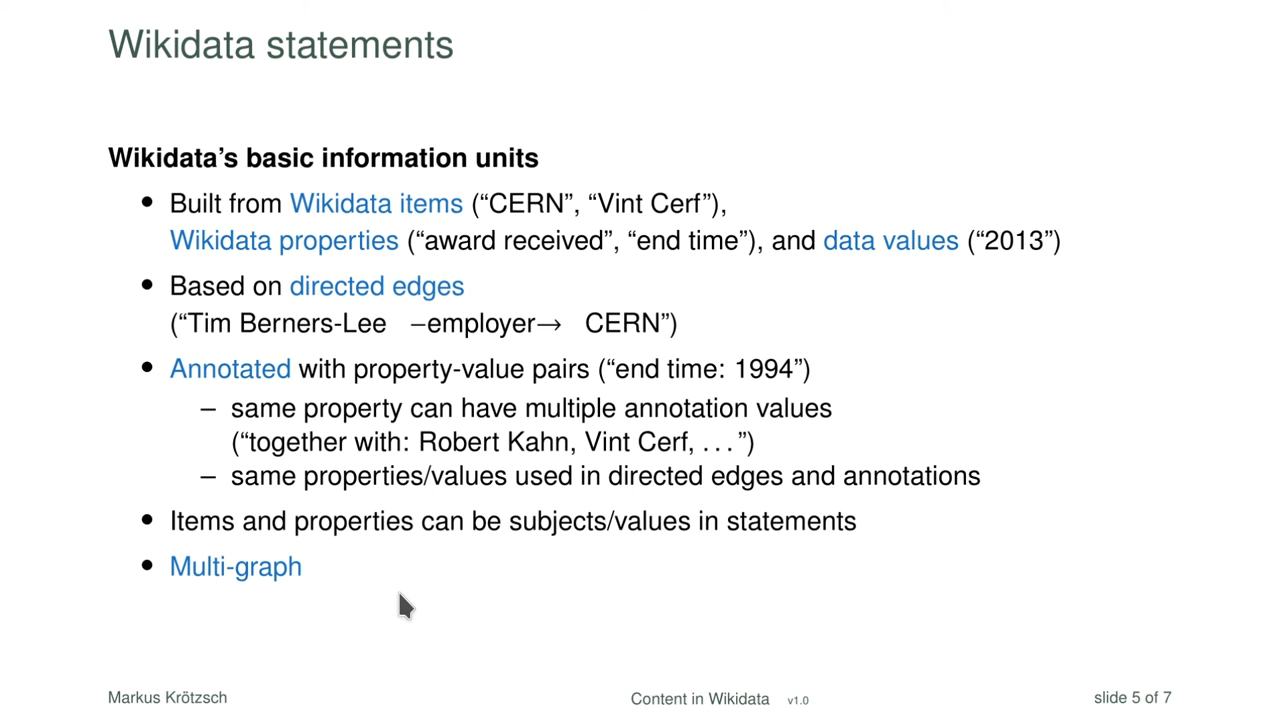 Wikidata statements
Wikidata’s basic information units
• Built from Wikidata items (“CERN”, “Vint Cerf”),
Wikidata properties (“award received”, “end time”), and data values (“2013”)
• Based on directed edges
(“Tim Berners-Lee –employer→ CERN”)
• Annotated with property-value pairs (“end time: 1994”)
– same property can have multiple annotation values
(“together with: Robert Kahn, Vint Cerf, . . . ”)
– same properties/values used in directed edges and annotations
• Items and properties can be subjects/values in statements
• Multi-graph
Markus Krötzsch Content in Wikidata v1.0 slide 5 of 7